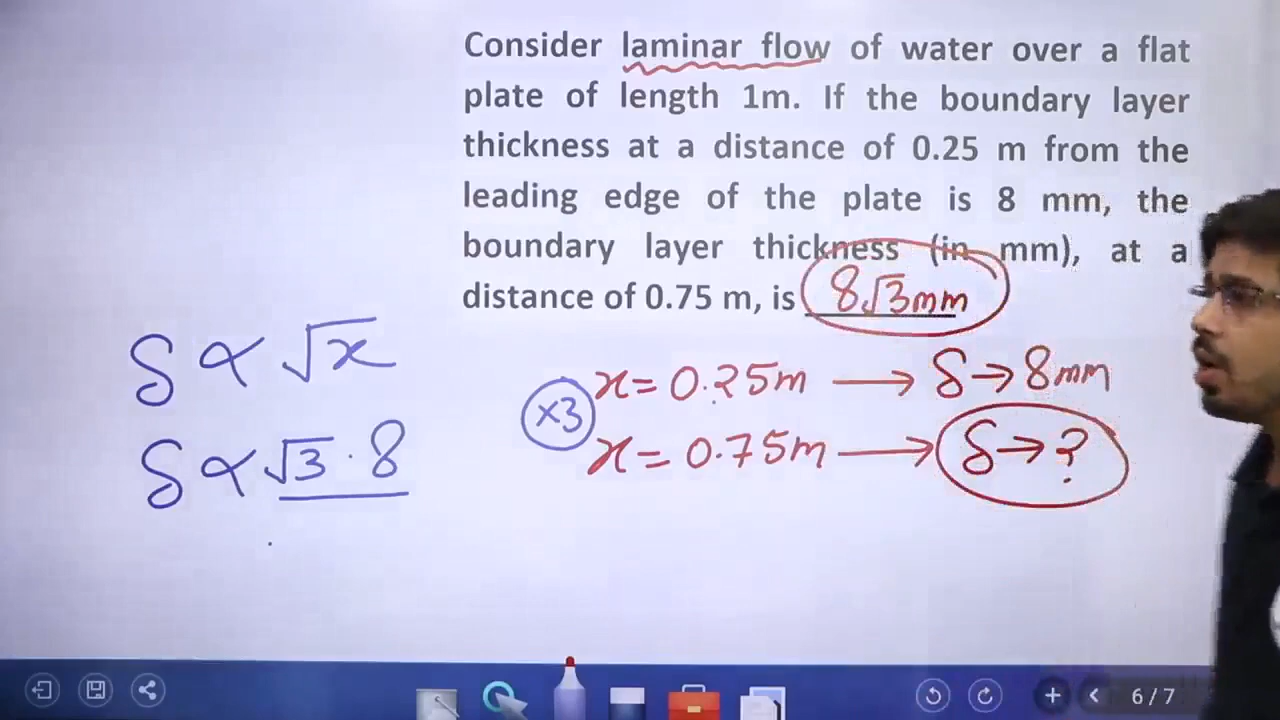 Consider laminar flow of water over a flat
plate of length 1m. If the boundary layer
thickness at a distance of 0.25 m from the
leading edge of the plate is 8 mm, the
boundary layer thickness (in mm), at a
distance of 0.75 m, is 8√3mm
δ ∝ √x
δ ∝ √3 · 8
x = 0.25m → δ → 8mm
×3
x = 0.75m → δ → ?
6 / 7